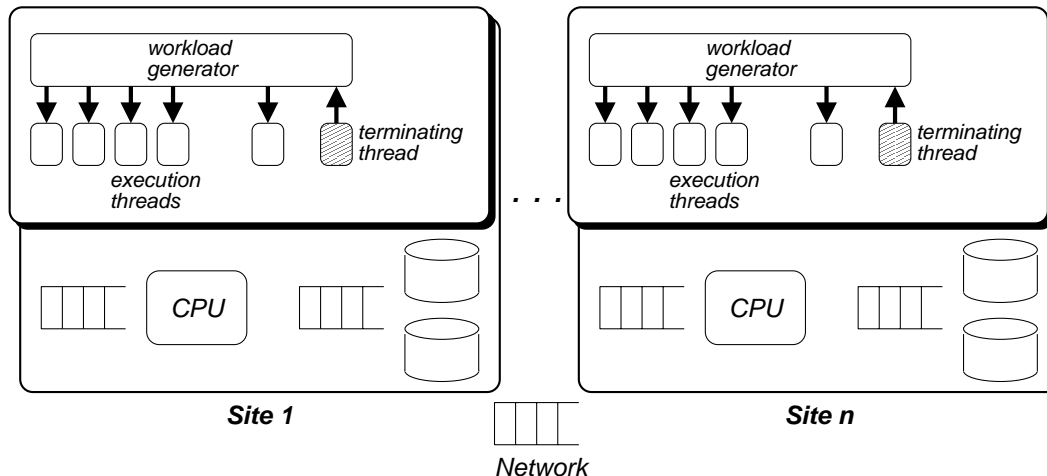 workload
generator
terminating
thread
execution
threads
CPU
Site 1
. . .
workload
generator
terminating
thread
execution
threads
CPU
Site n
Network